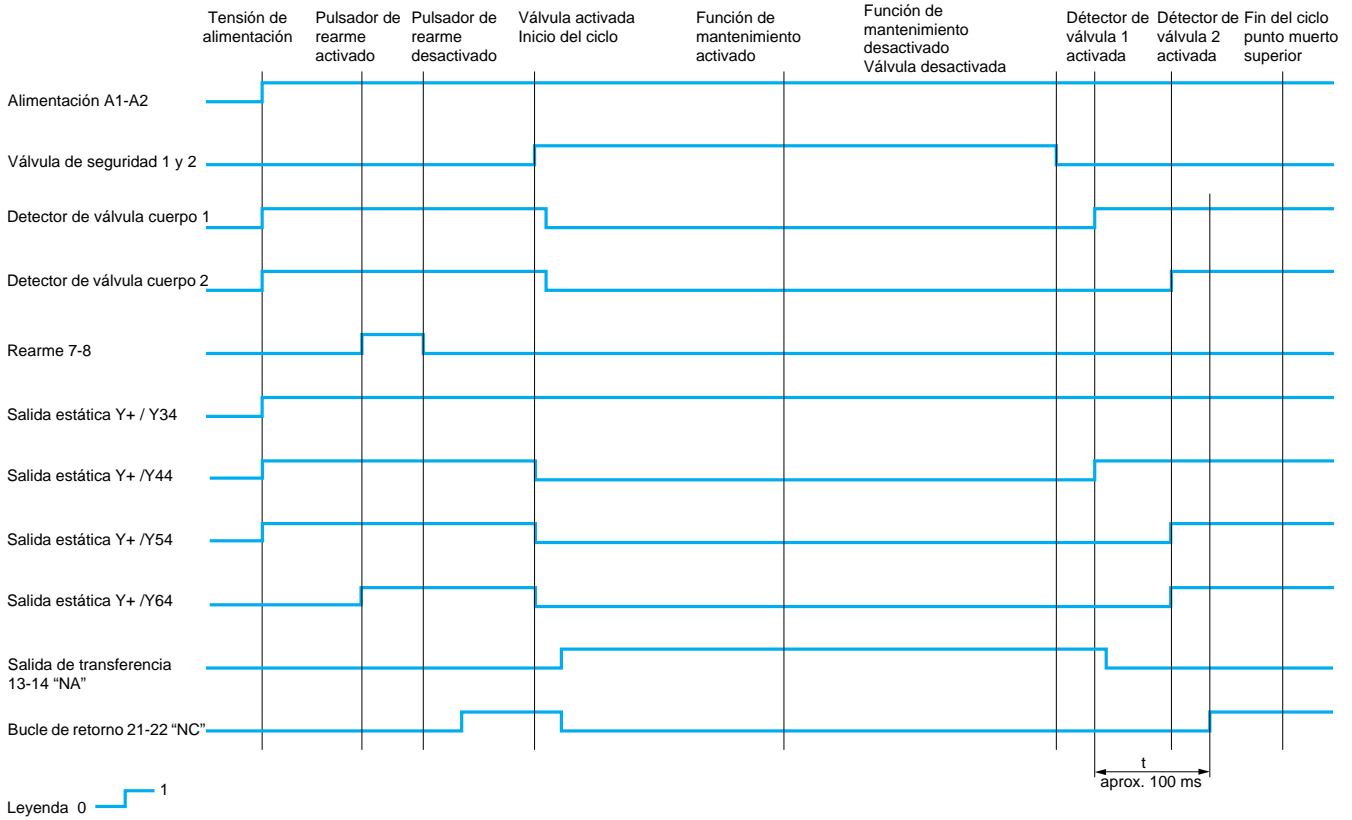 Tensión de
alimentación
Pulsador de
rearme
activado
Pulsador de
rearme
desactivado
Válvula activada
Inicio del ciclo
Función de
mantenimiento
activado
Función de
mantenimiento
desactivado
Válvula desactivada
Détector de
válvula 1
activada
Détector de
válvula 2
activada
Fin del ciclo
punto muerto
superior
Alimentación A1-A2
Válvula de seguridad 1 y 2
Detector de válvula cuerpo 1
Detector de válvula cuerpo 2
Rearme 7-8
Salida estática Y+ / Y34
Salida estática Y+ /Y44
Salida estática Y+ /Y54
Salida estática Y+ /Y64
Salida de transferencia
13-14 “NA”
Bucle de retorno 21-22 “NC”
t
aprox. 100 ms
Leyenda 0 1